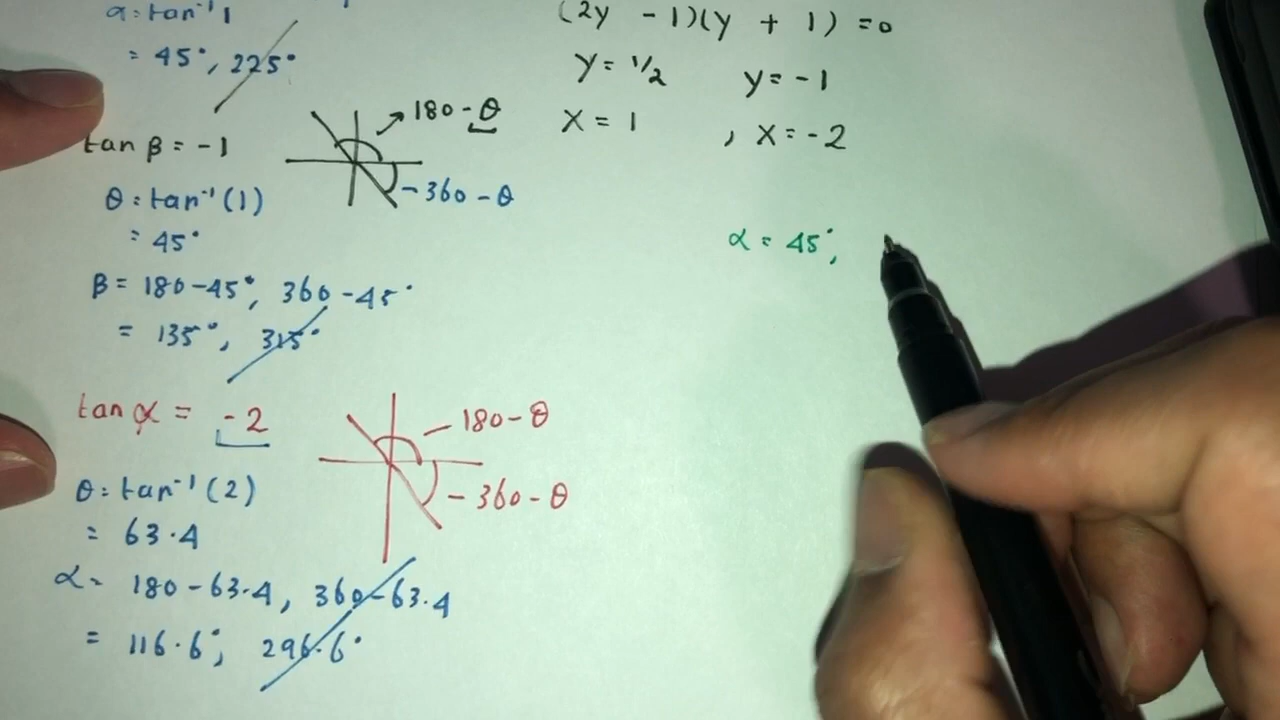 α = tan⁻¹ 1
= 45°, 225°
tan β = -1
180 - θ
- 360 - θ
θ = tan⁻¹ (1)
= 45°
β = 180 - 45°, 360 - 45°
= 135°, 315°
tan α = -2
180 - θ
- 360 - θ
θ = tan⁻¹ (2)
= 63.4
α = 180 - 63.4, 360 - 63.4
= 116.6°, 296.6°
(2y - 1)(y + 1) = 0
y = 1/2 y = -1
x = 1 , x = -2
α = 45°,